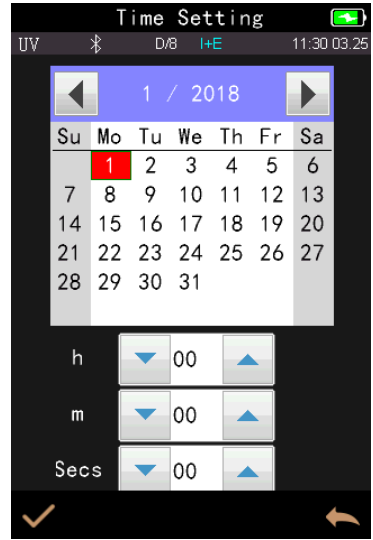 Time Setting
UV D/8 I+E 11:30 03.25
1 / 2018
Su Mo Tu We Th Fr Sa
1 2 3 4 5 6
7 8 9 10 11 12 13
14 15 16 17 18 19 20
21 22 23 24 25 26 27
28 29 30 31
h 00
m 00
Secs 00